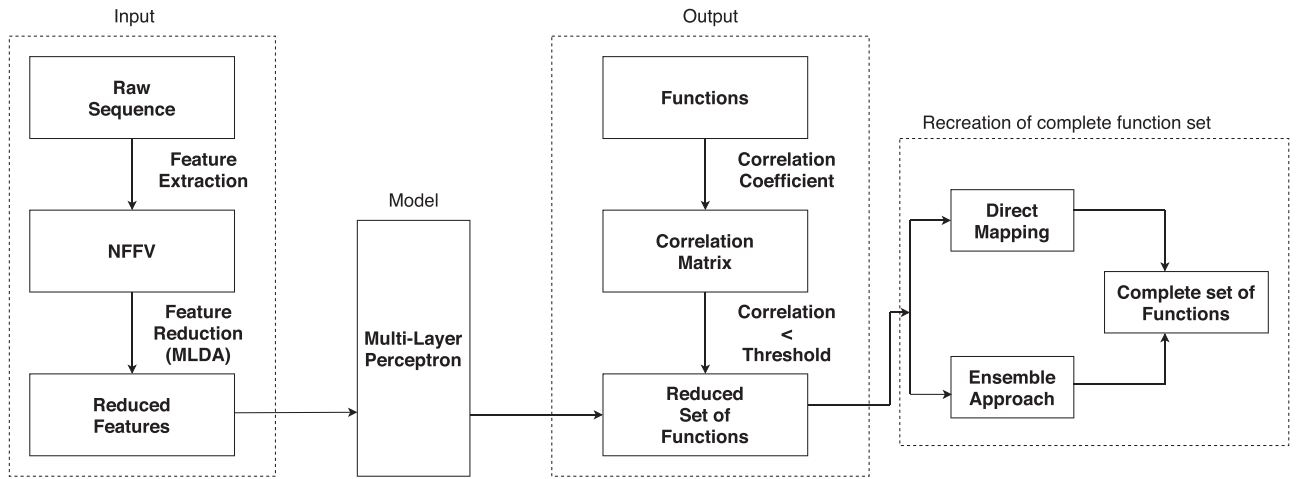 Input
Raw
Sequence
Feature
Extraction
NFFV
Feature
Reduction
(MLDA)
Reduced
Features
Model
Multi-Layer
Perceptron
Output
Functions
Correlation
Coefficient
Correlation
Matrix
Correlation
<
Threshold
Reduced
Set of
Functions
Recreation of complete function set
Direct
Mapping
Ensemble
Approach
Complete set of
Functions